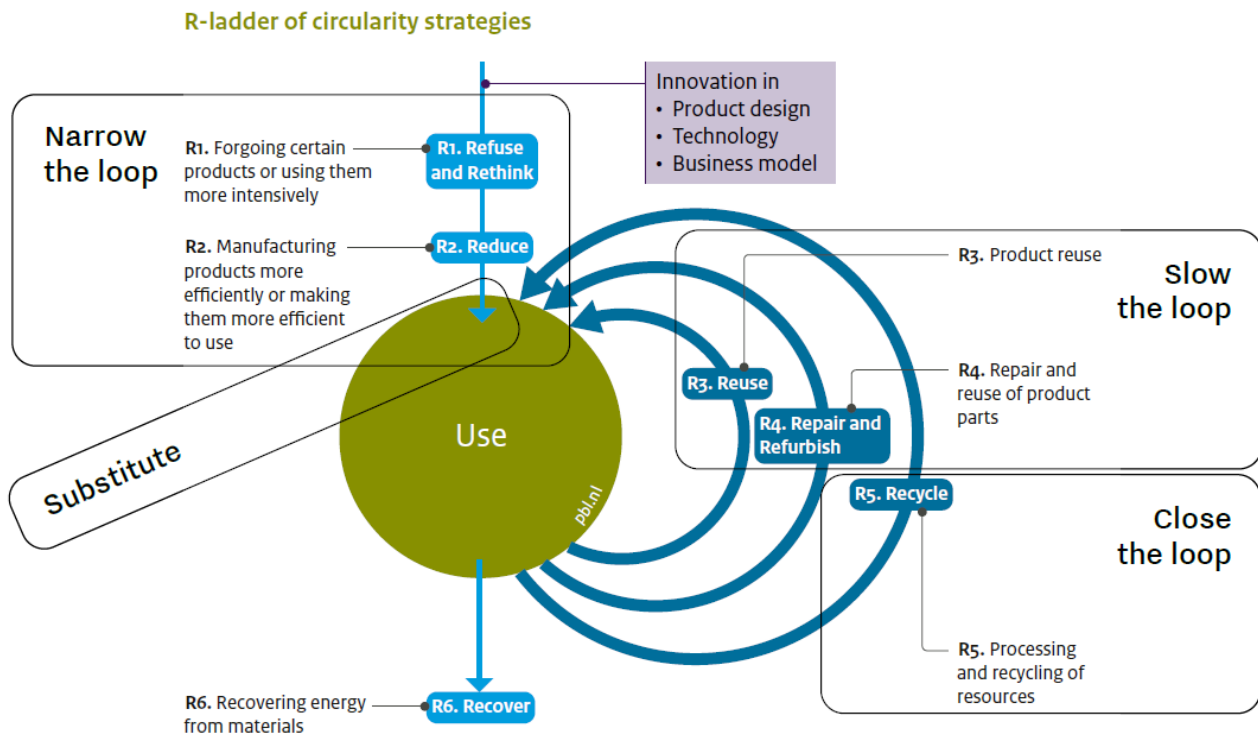 R-ladder of circularity strategies
Innovation in
• Product design
• Technology
• Business model
Narrow
the loop
R1. Forgoing certain
products or using them
more intensively
R1. Refuse
and Rethink
R2. Manufacturing
products more
efficiently or making
them more efficient
to use
R2. Reduce
Substitute
Use
pbl.nl
R3. Reuse
R3. Product reuse
Slow
the loop
R4. Repair and
Refurbish
R4. Repair and
reuse of product
parts
R5. Recycle
Close
the loop
R5. Processing
and recycling of
resources
R6. Recovering energy
from materials
R6. Recover